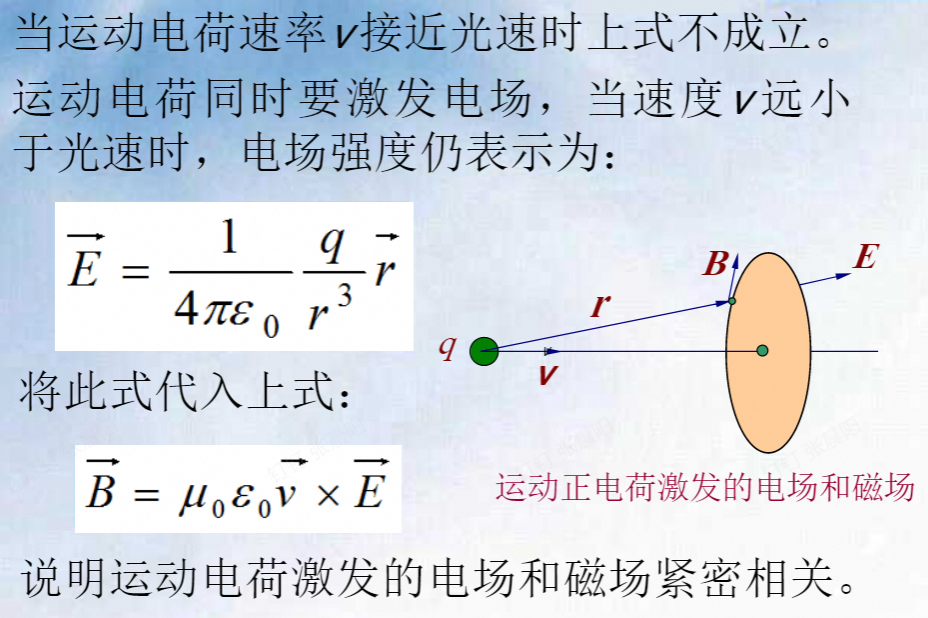 当运动电荷速率v接近光速时上式不成立。
运动电荷同时要激发电场，当速度v远小
于光速时，电场强度仍表示为：
$\vec{E} = \frac{1}{4\pi\varepsilon_0}\frac{q}{r^3}\vec{r}$
B
E
r
q
v
将此式代入上式：
$\vec{B} = \mu_0\varepsilon_0\vec{v} \times \vec{E}$
运动正电荷激发的电场和磁场
说明运动电荷激发的电场和磁场紧密相关。